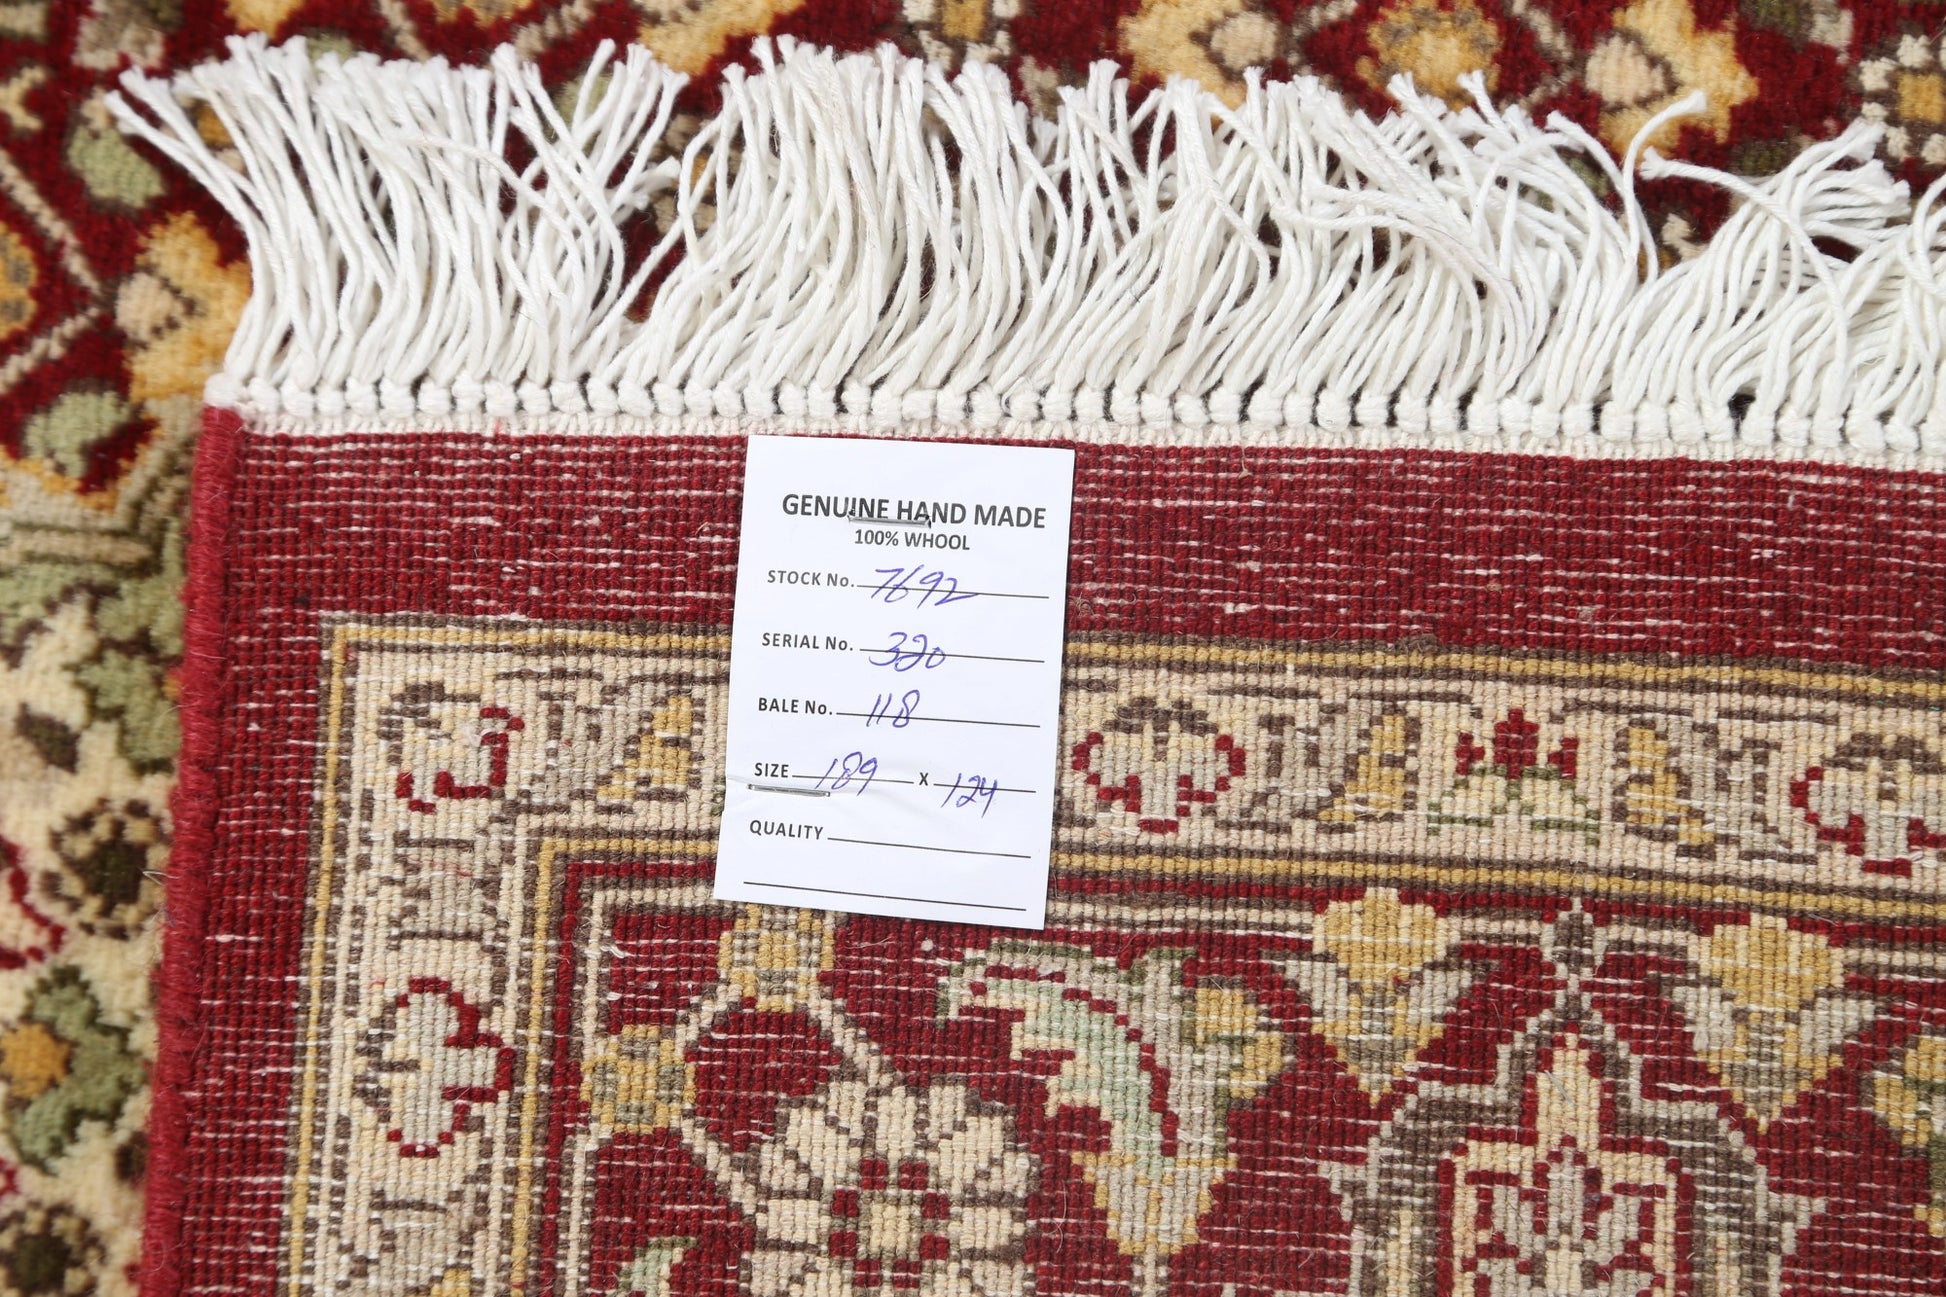 GENUINE HAND MADE
100% WHOOL
STOCK No. 7692
SERIAL No. 320
BALE No. 118
SIZE 189 X 124
QUALITY